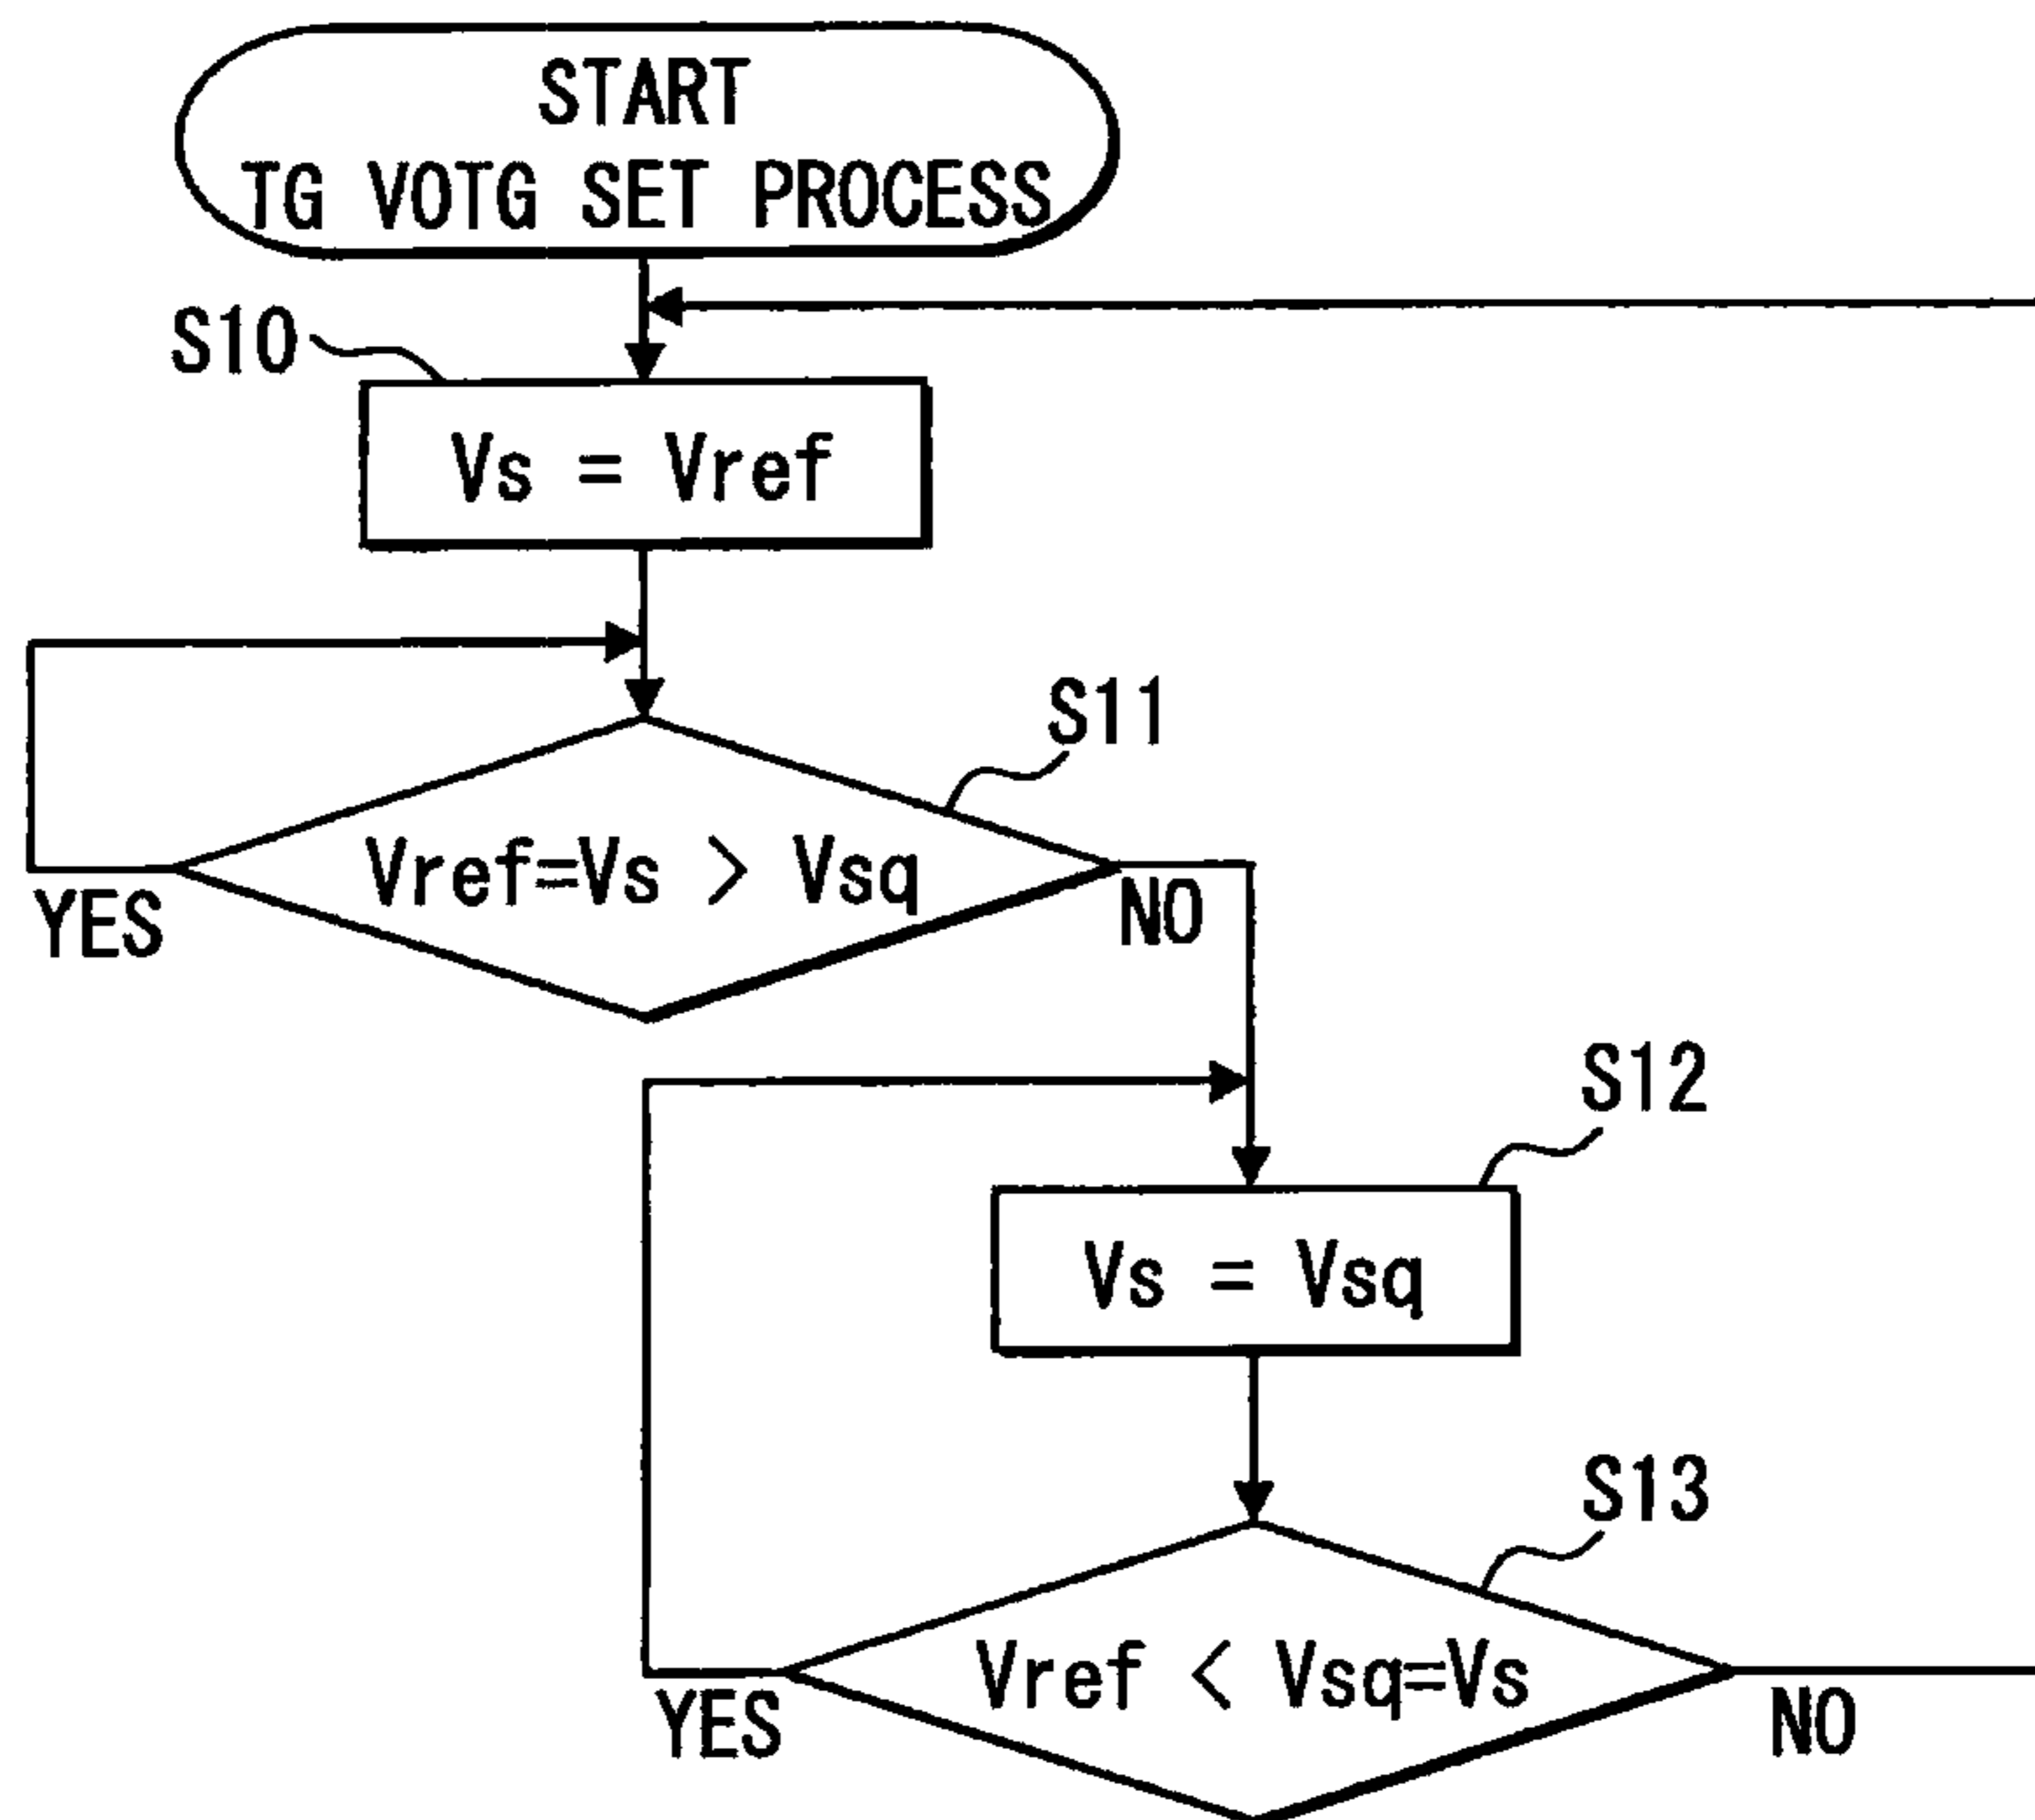 START
TG VOTG SET PROCESS
S10
Vs = Vref
S11
Vref=Vs > Vsq
YES
NO
S12
Vs = Vsq
S13
Vref < Vsq=Vs
YES
NO